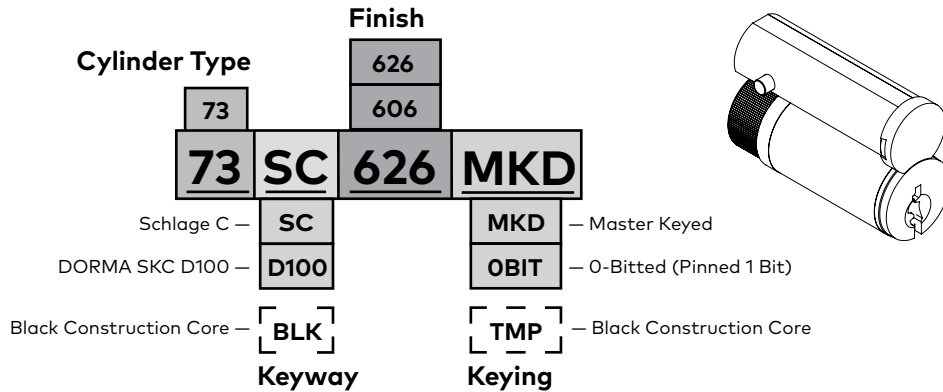 Finish
626
Cylinder Type
606
73
73 SC 626 MKD
Schlage C — SC MKD — Master Keyed
DORMA SKC D100 — D100 0BIT — 0-Bitted (Pinned 1 Bit)
Black Construction Core — BLK TMP — Black Construction Core
Keyway Keying